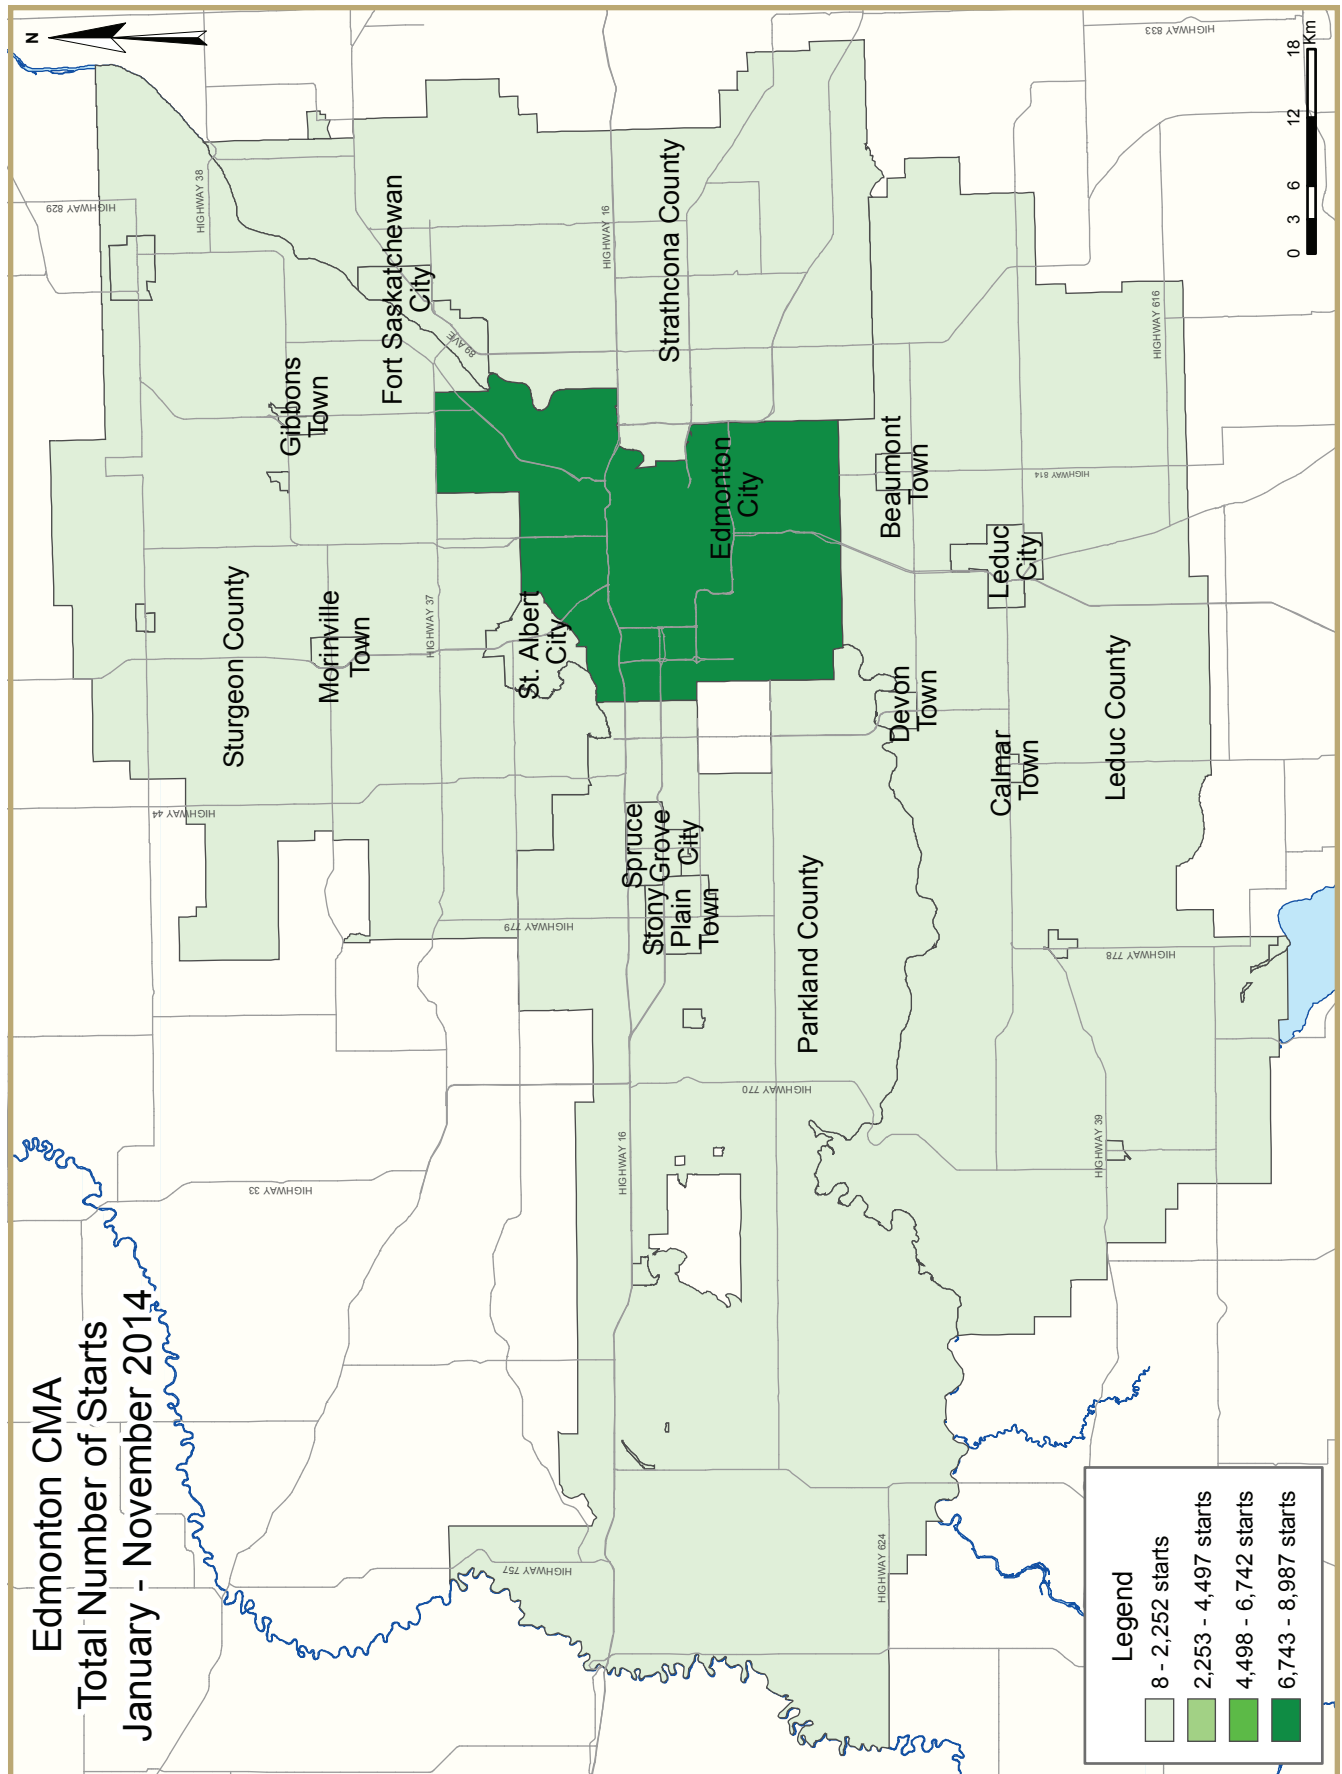 Edmonton CMA
Total Number of Starts
January - November 2014
N
HIGHWAY 829
HIGHWAY 38
HIGHWAY 833
Fort Saskatchewan
City
89 AVE
HIGHWAY 16
Strathcona County
Gibbons
Town
Sturgeon County
Morinville
Town
HIGHWAY 37
St. Albert
City
Edmonton
City
Beaumont
Town
HIGHWAY 814
HIGHWAY 616
Leduc
City
HIGHWAY 44
Devon
Town
Calmar
Town
Leduc County
Spruce
Grove
City
Stony
Plain
Town
HIGHWAY 779
Parkland County
HIGHWAY 778
HIGHWAY 770
HIGHWAY 16
HIGHWAY 39
HIGHWAY 33
HIGHWAY 757
HIGHWAY 624
0 3 6 12 18
Km
Legend
8 - 2,252 starts
2,253 - 4,497 starts
4,498 - 6,742 starts
6,743 - 8,987 starts